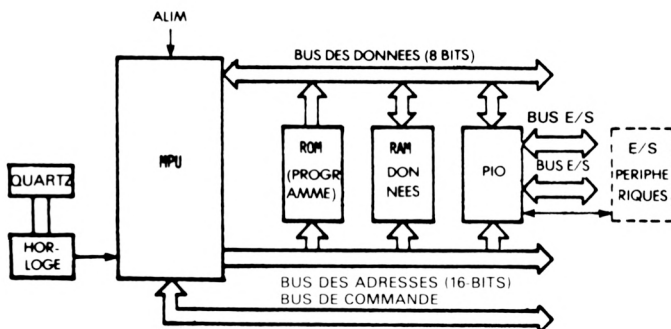 ALIM
BUS DES DONNEES (8 BITS)
MPU
ROM
(PROGR
AMME)
RAM
DON
NEES
PIO
BUS E/S
BUS E/S
E/S
PERIPHE
RIQUES
QUARTZ
HOR-
LOGE
BUS DES ADRESSES (16-BITS)
BUS DE COMMANDE